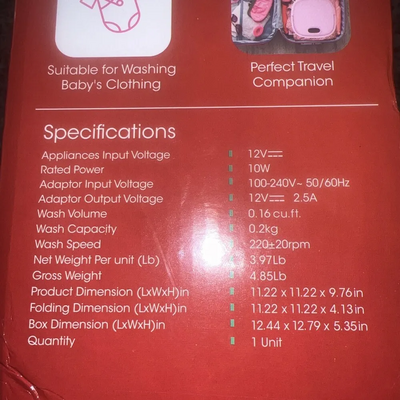 Suitable for Washing
Baby's Clothing
Perfect Travel
Companion
Specifications
Appliances Input Voltage 12V⎓
Rated Power 10W
Adaptor Input Voltage 100-240V~ 50/60Hz
Adaptor Output Voltage 12V⎓ 2.5A
Wash Volume 0.16 cu.ft.
Wash Capacity 0.2kg
Wash Speed 220±20rpm
Net Weight Per unit (Lb) 3.97Lb
Gross Weight 4.85Lb
Product Dimension (LxWxH)in 11.22 x 11.22 x 9.76in
Folding Dimension (LxWxH)in 11.22 x 11.22 x 4.13in
Box Dimension (LxWxH)in 12.44 x 12.79 x 5.35in
Quantity 1 Unit